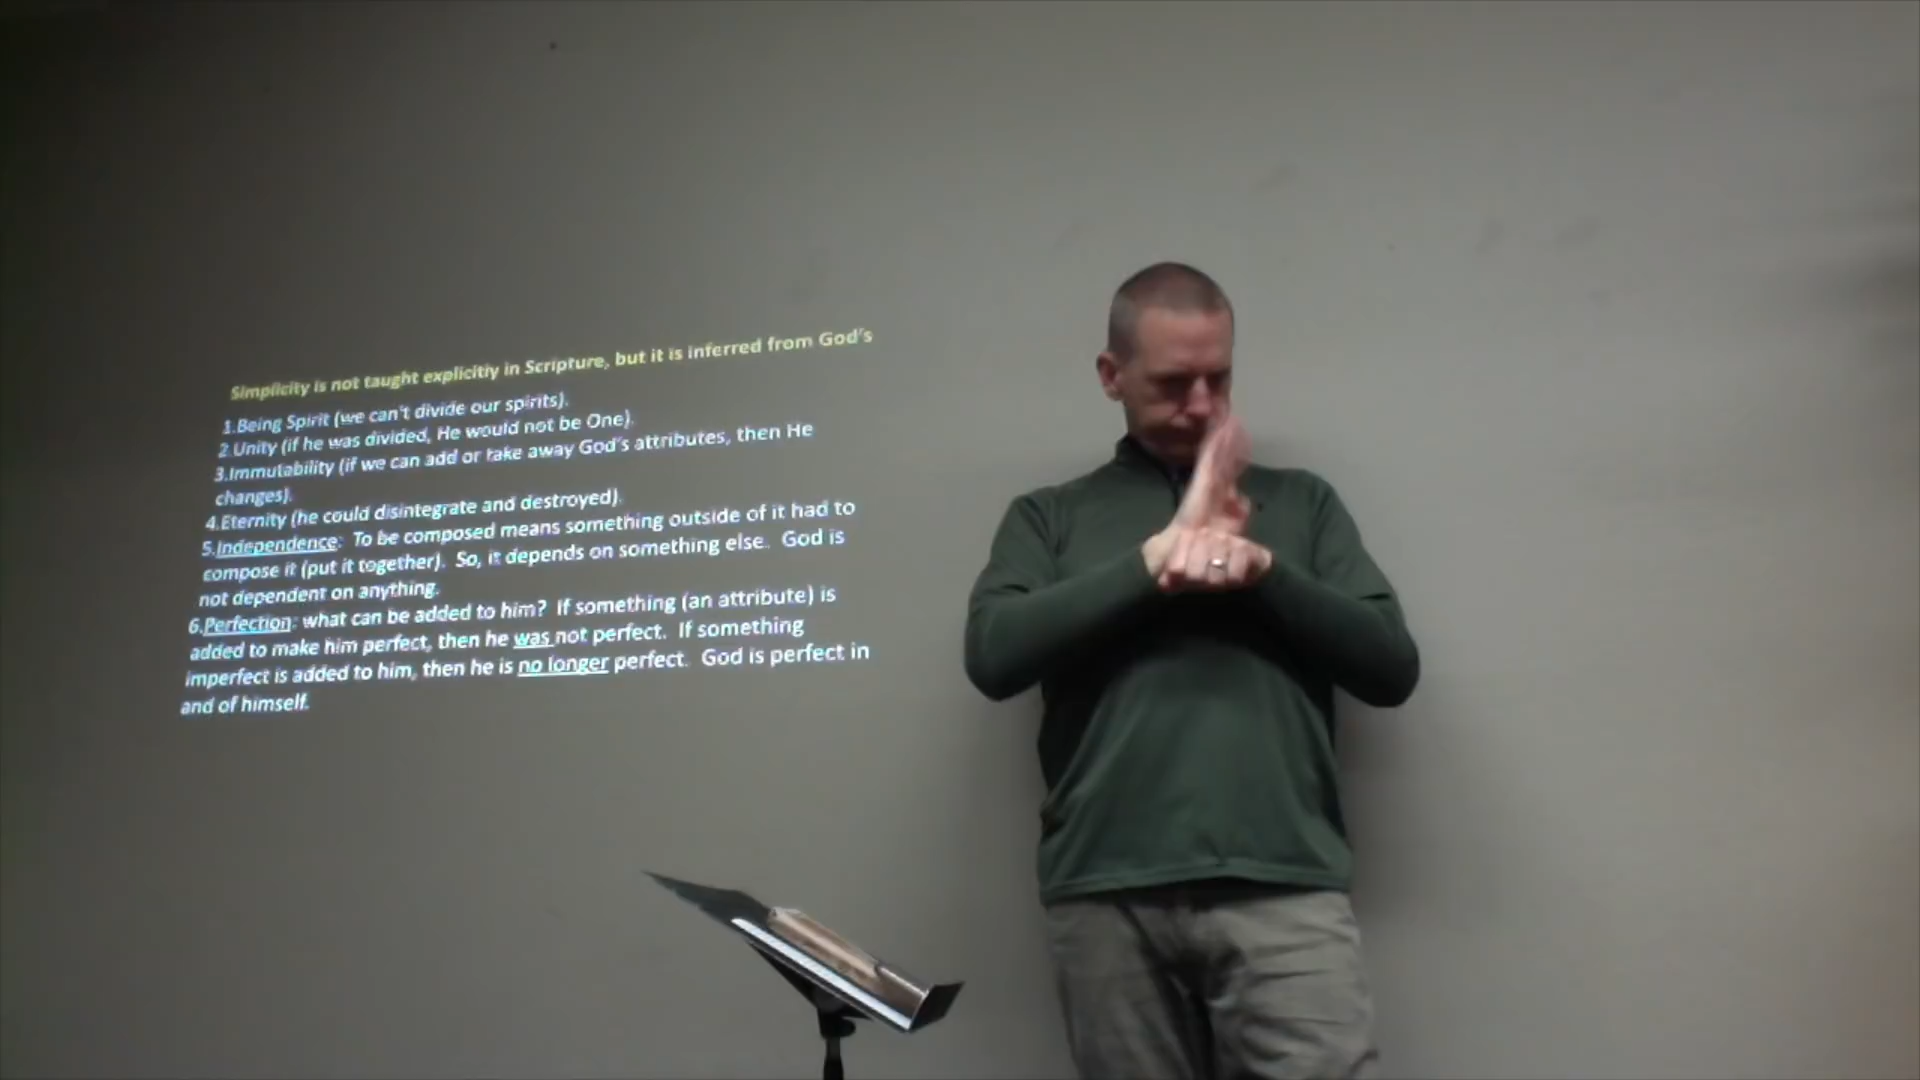 Simplicity is not taught explicitly in Scripture, but it is inferred from God's
1.Being Spirit (we can't divide our spirits).
2.Unity (if he was divided, He would not be One).
3.Immutability (if we can add or take away God's attributes, then He
changes).
4.Eternity (he could disintegrate and destroyed).
5.Independence: To be composed means something outside of it had to
compose it (put it together). So, it depends on something else. God is
not dependent on anything.
6.Perfection: what can be added to him? If something (an attribute) is
added to make him perfect, then he was not perfect. If something
imperfect is added to him, then he is no longer perfect. God is perfect in
and of himself.